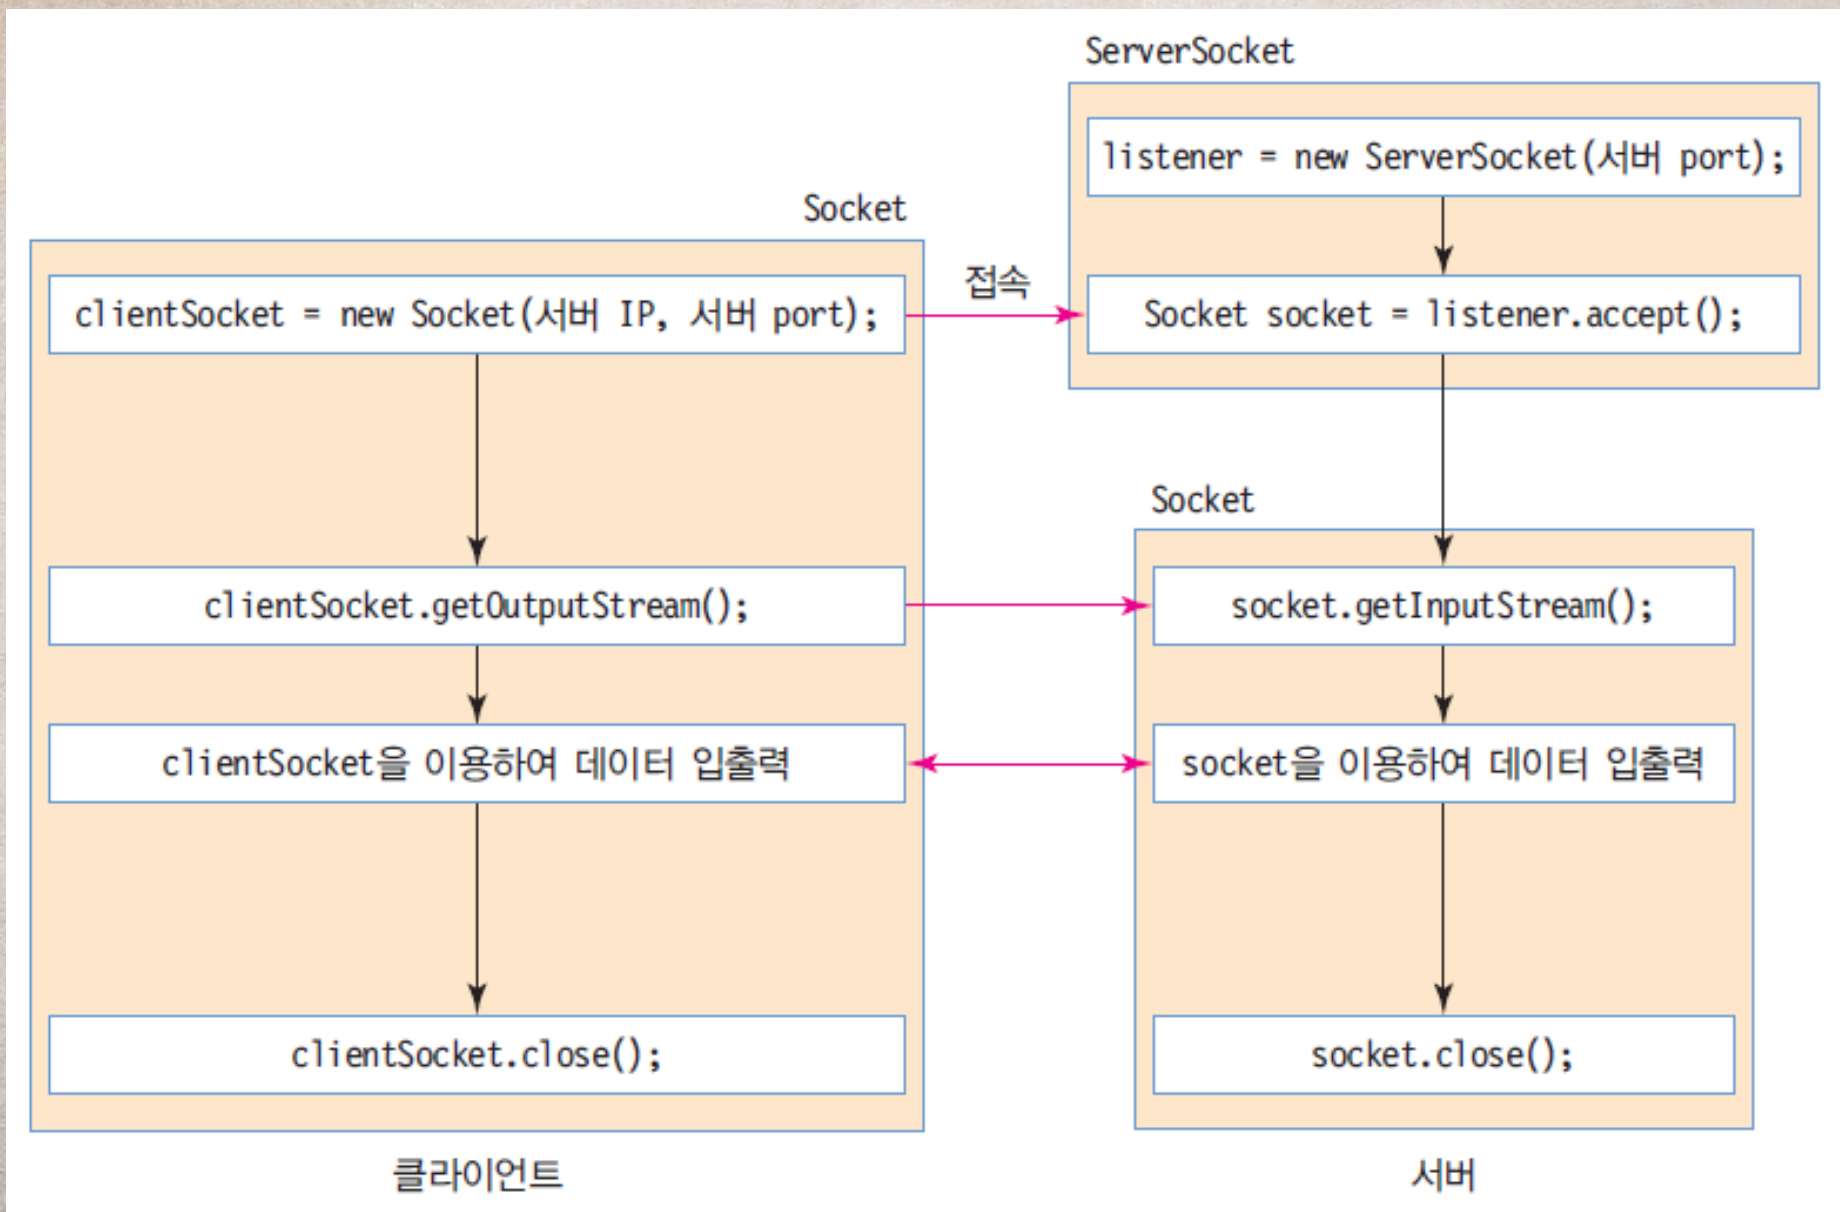 ServerSocket
listener = new ServerSocket(서버 port);
Socket
접속
clientSocket = new Socket(서버 IP, 서버 port);
Socket socket = listener.accept();
Socket
clientSocket.getOutputStream();
socket.getInputStream();
clientSocket을 이용하여 데이터 입출력
socket을 이용하여 데이터 입출력
clientSocket.close();
socket.close();
클라이언트
서버